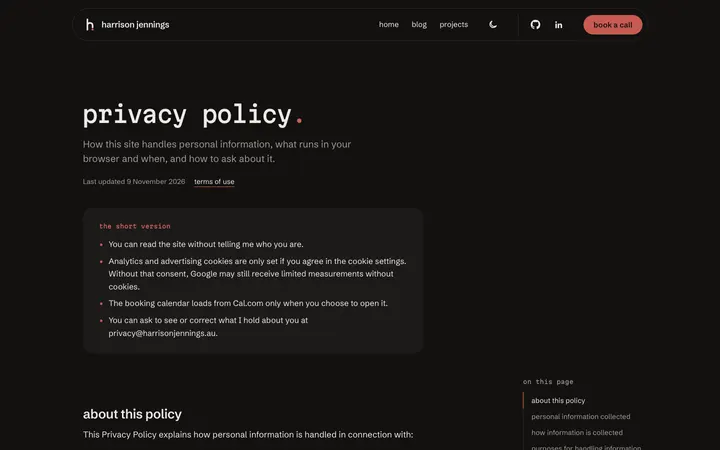 harrison jennings
home
blog
projects
in
book a call
privacy policy.
How this site handles personal information, what runs in your
browser and when, and how to ask about it.
Last updated 9 November 2026
terms of use
the short version
You can read the site without telling me who you are.
Analytics and advertising cookies are only set if you agree in the cookie settings.
Without that consent, Google may still receive limited measurements without
cookies.
The booking calendar loads from Cal.com only when you choose to open it.
You can ask to see or correct what I hold about you at
privacy@harrisonjennings.au.
on this page
about this policy
personal information collected
how information is collected
purposes for handling information
about this policy
This Privacy Policy explains how personal information is handled in connection with: